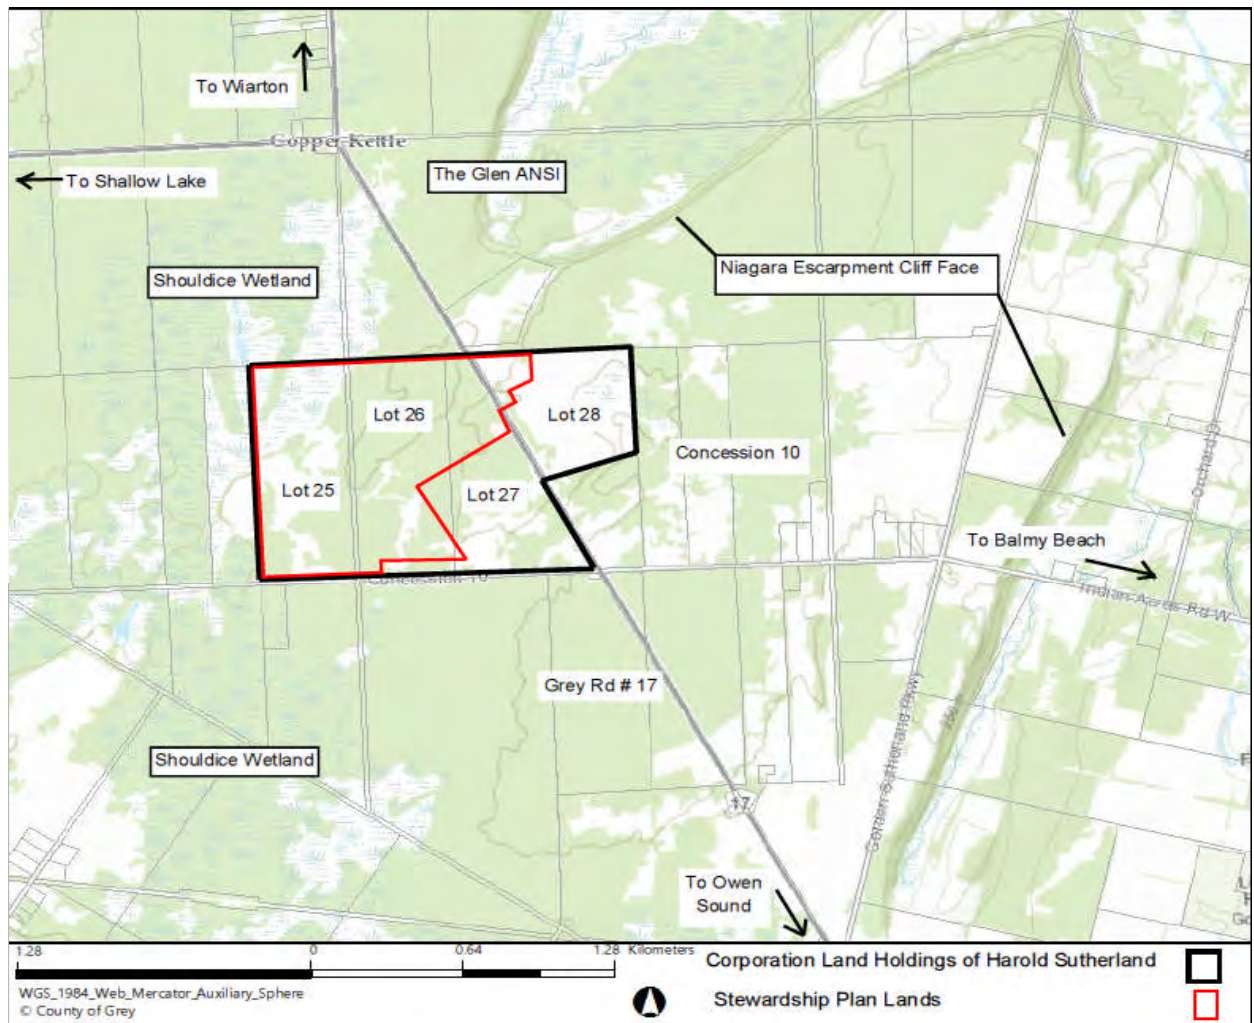 To Wiarton
Copper Kettle
The Glen ANSI
To Shallow Lake
Shouldice Wetland
Niagara Escarpment Cliff Face
Lot 26
Lot 28
Concession 10
Lot 25
Lot 27
Orchard Dr
To Balmy Beach
Concession 10
Indian Acres Rd W
Grey Rd # 17
Gordon Sutherland Pkwy
Shouldice Wetland
17
To Owen
Sound
1.28
0
0.64
1.28 Kilometers
Corporation Land Holdings of Harold Sutherland
WGS_1984_Web_Mercator_Auxiliary_Sphere
© County of Grey
Stewardship Plan Lands